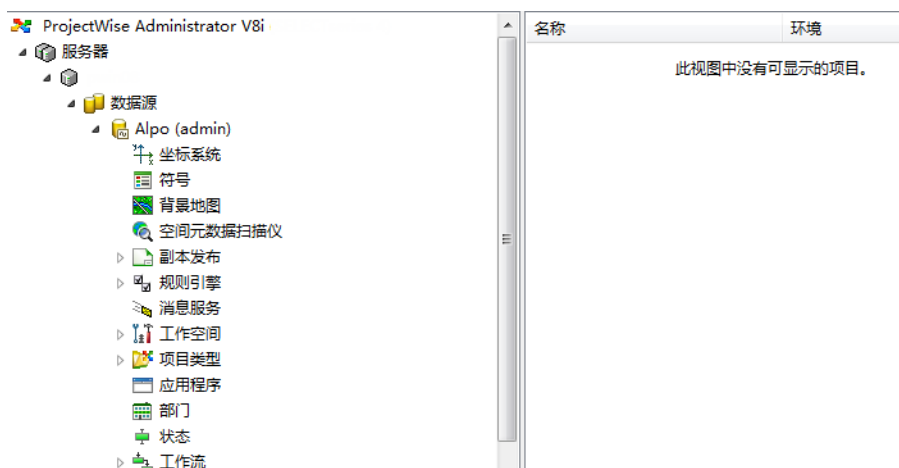 ProjectWise Administrator V8i
服务器
数据源
Alpo (admin)
坐标系统
符号
背景地图
空间元数据扫描仪
副本发布
规则引擎
消息服务
工作空间
项目类型
应用程序
部门
状态
工作流
名称 环境
此视图中没有可显示的项目。